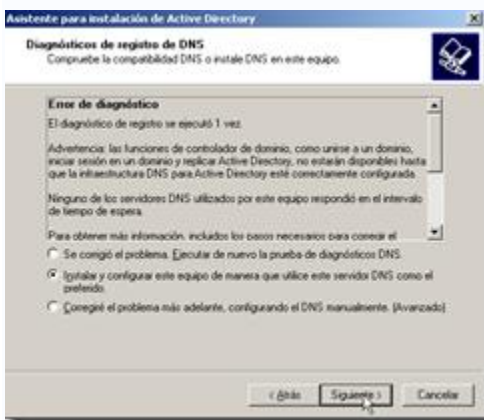 Asistente para instalación de Active Directory
Diagnósticos de registro de DNS
Compruebe la compatibilidad DNS o instale DNS en este equipo.
Error de diagnóstico
El diagnóstico de registro se ejecutó 1 vez.
Advertencia: las funciones de controlador de dominio, como unirse a un dominio,
iniciar sesión en un dominio y replicar Active Directory, no estarán disponibles hasta
que la infraestructura DNS para Active Directory esté correctamente configurada.
Ninguno de los servidores DNS utilizados por este equipo respondió en el intervalo
de tiempo de espera.
Para obtener más información, incluidos los pasos necesarios para corregir el
Se corrigió el problema. Ejecutar de nuevo la prueba de diagnósticos DNS.
Instalar y configurar este equipo de manera que utilice este servidor DNS como el
preferido.
Corregiré el problema más adelante, configurando el DNS manualmente. (Avanzado)
< Atrás
Siguiente >
Cancelar